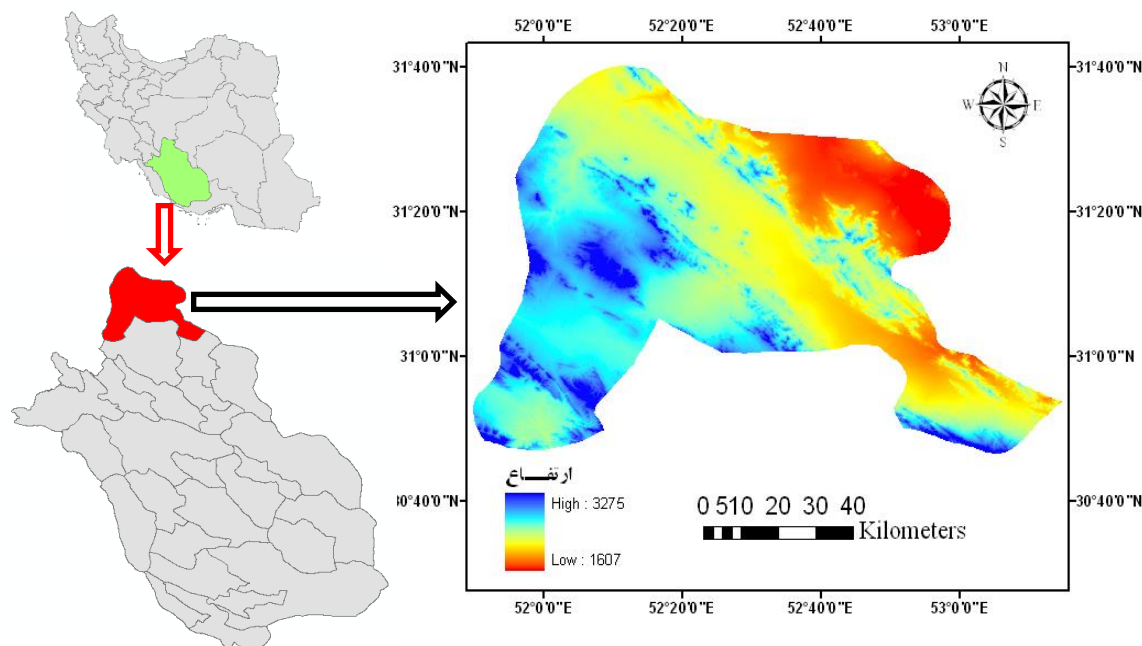 52°0'0"E 52°20'0"E 52°40'0"E 53°0'0"E
31°40'0"N 31°40'0"N
N
W E
S
31°20'0"N 31°20'0"N
31°0'0"N 31°0'0"N
ارتفـــاع
High : 3275
Low : 1607
0 510 20 30 40
Kilometers
30°40'0"N 30°40'0"N
52°0'0"E 52°20'0"E 52°40'0"E 53°0'0"E